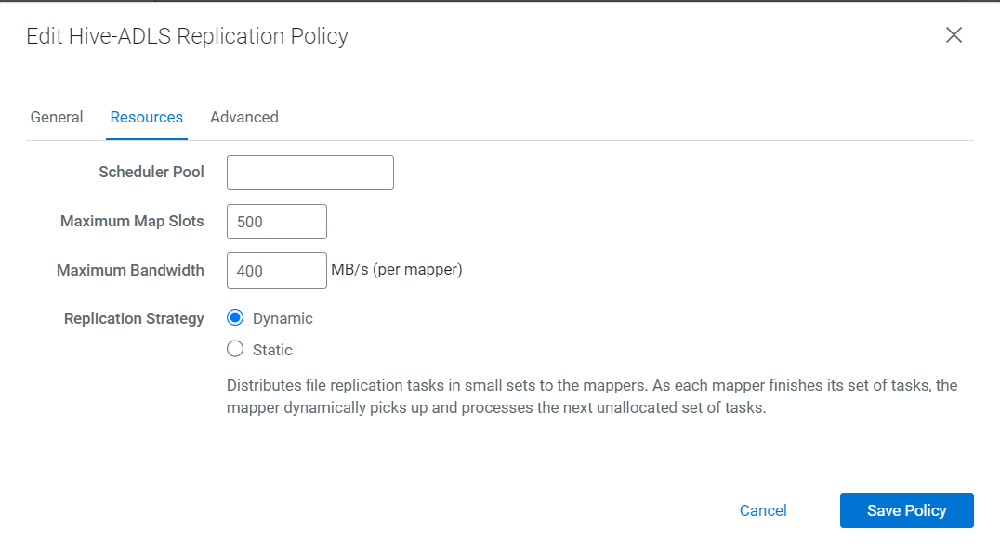 Edit Hive-ADLS Replication Policy
General Resources Advanced
Scheduler Pool
Maximum Map Slots 500
Maximum Bandwidth 400 MB/s (per mapper)
Replication Strategy Dynamic
Static
Distributes file replication tasks in small sets to the mappers. As each mapper finishes its set of tasks, the
mapper dynamically picks up and processes the next unallocated set of tasks.
Cancel Save Policy